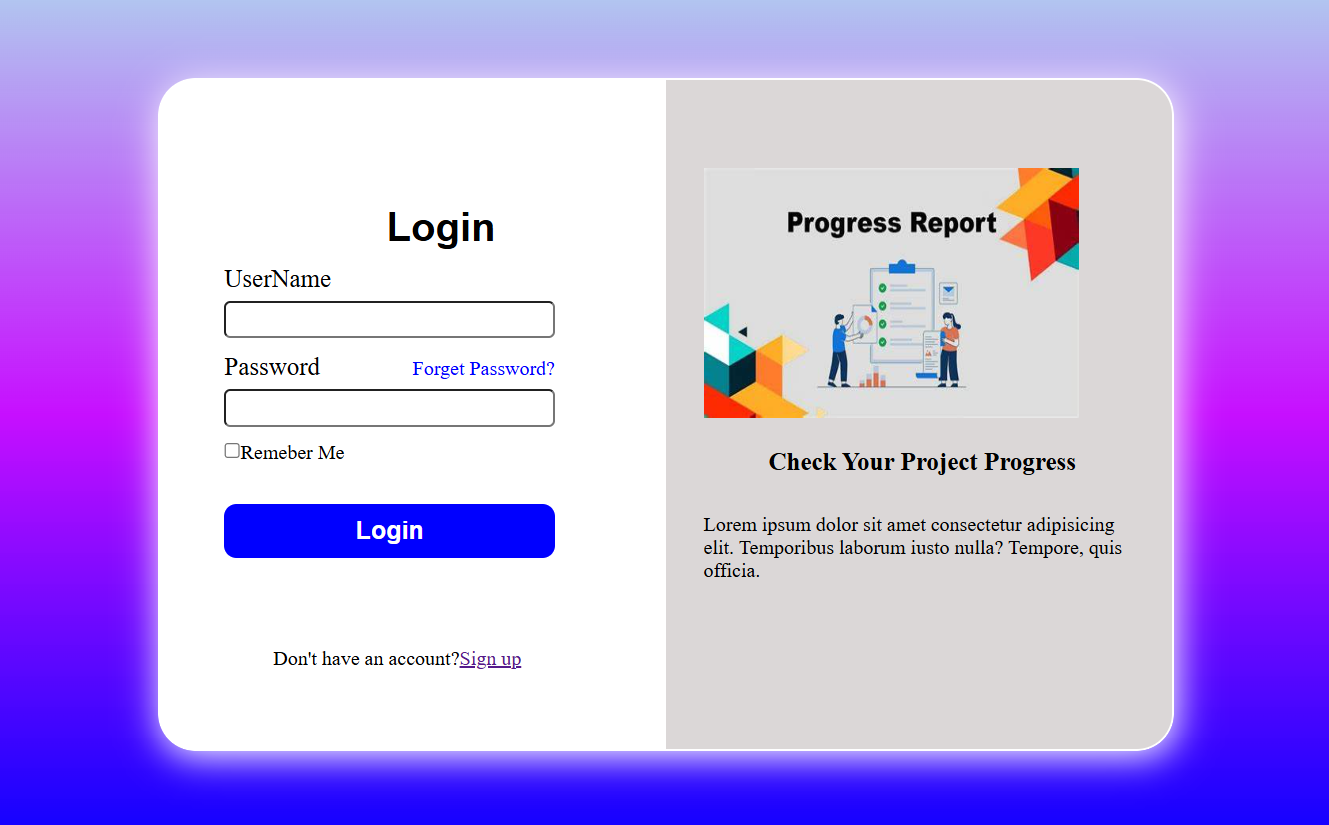 Login
UserName
Password
Forget Password?
Remeber Me
Login
Don't have an account?Sign up
Progress Report
Check Your Project Progress
Lorem ipsum dolor sit amet consectetur adipisicing
elit. Temporibus laborum iusto nulla? Tempore, quis
officia.